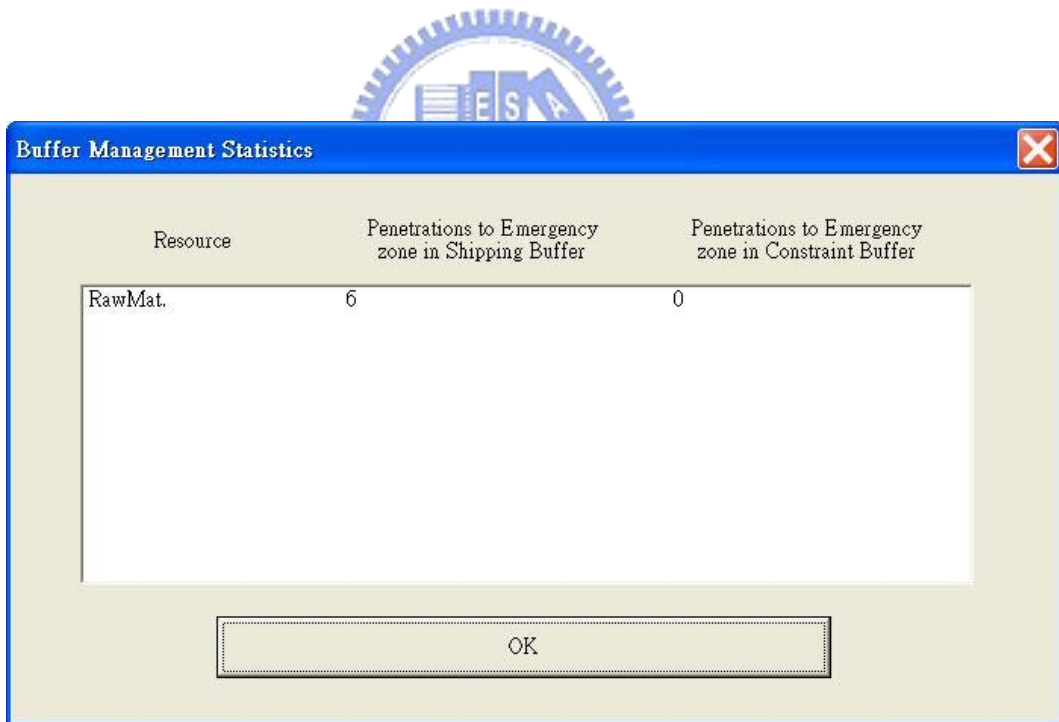 ESA
Buffer Management Statistics
Resource
Penetrations to Emergency
zone in Shipping Buffer
Penetrations to Emergency
zone in Constraint Buffer
RawMat.
6
0
OK